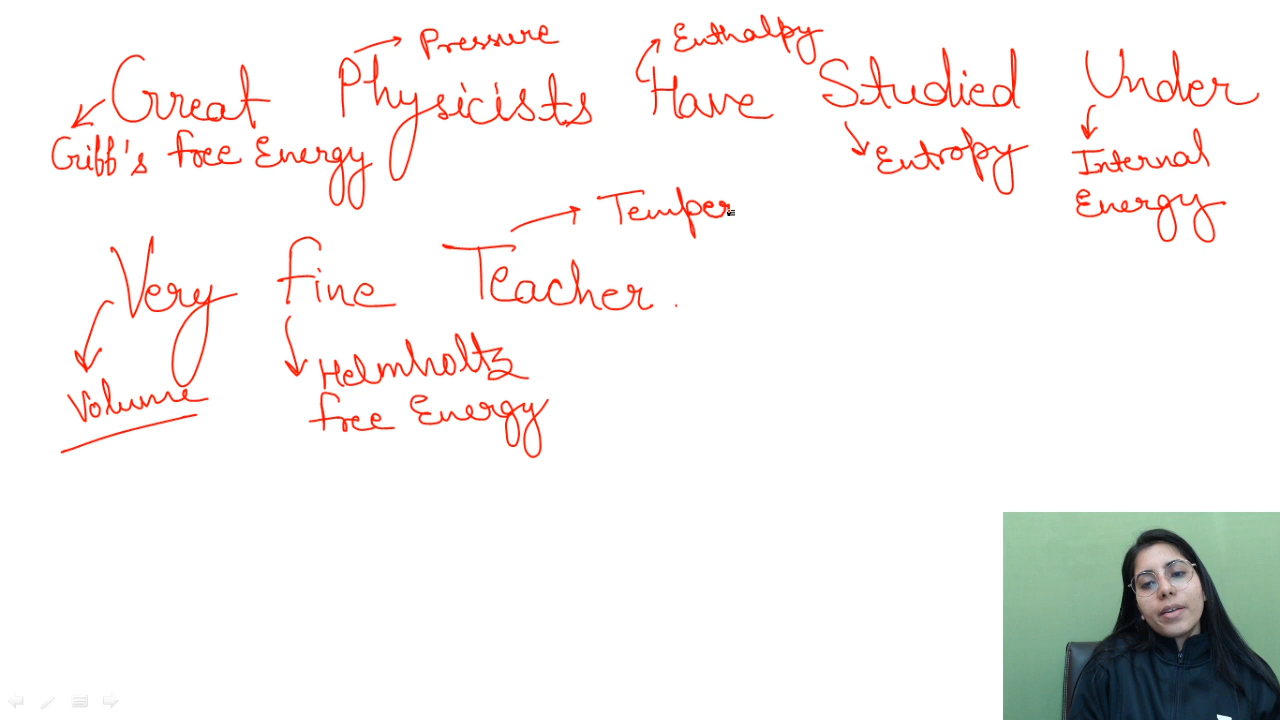 Pressure
Enthalpy
Great Physicists Have Studied Under
Gibb's free Energy
Entropy
Internal
Energy
Temper
Very fine Teacher.
Helmholtz
Volume
free Energy